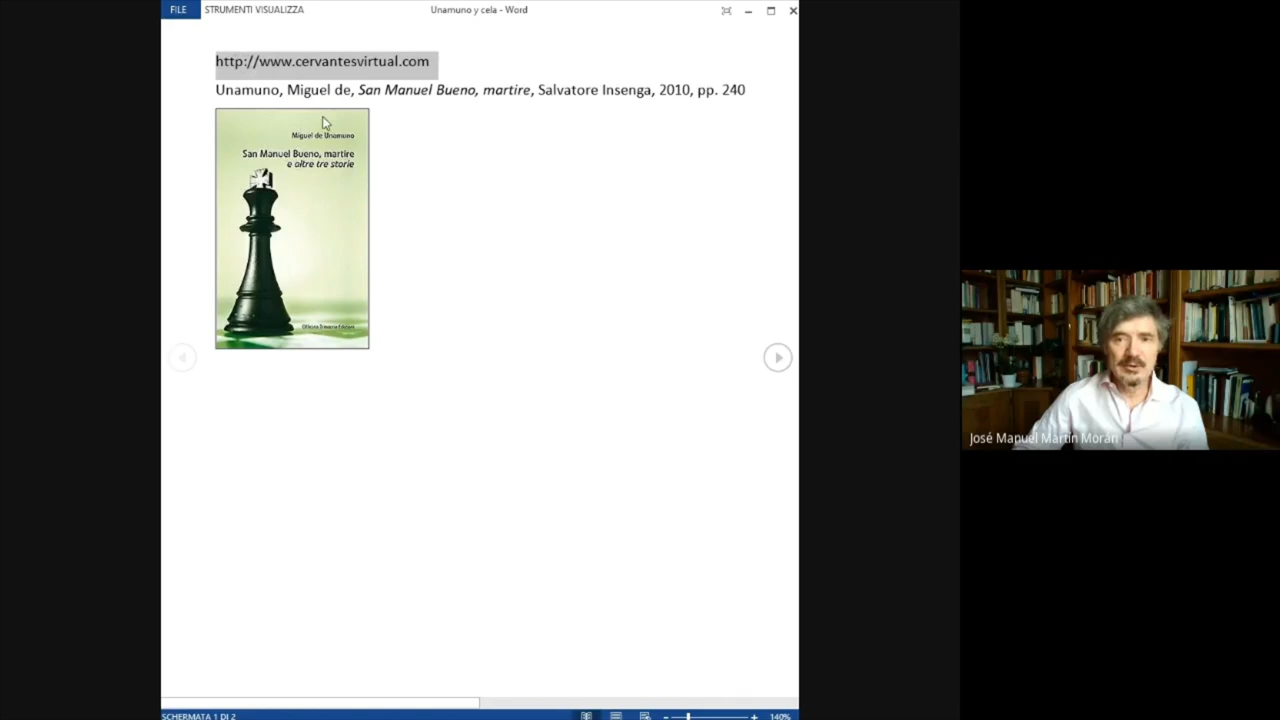 FILE STRUMENTI VISUALIZZA
Unamuno y cela - Word
http://www.cervantesvirtual.com
Unamuno, Miguel de, San Manuel Bueno, martire, Salvatore Insenga, 2010, pp. 240
Miguel de Unamuno
San Manuel Bueno, martire
e altre tre storie
José Manuel Martín Morán
SCHERMATA 1 DI 2
140%